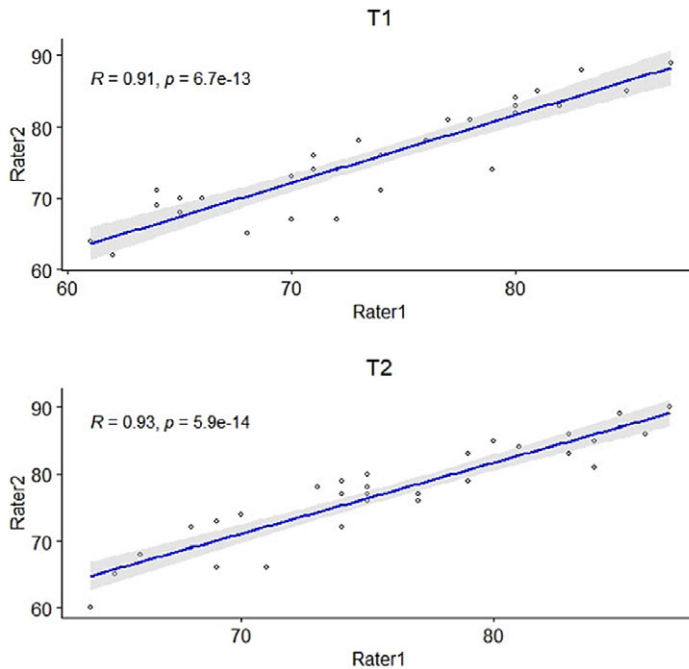 T1
90
R = 0.91, p = 6.7e-13
80
Rater2
70
60
60 70 80
Rater1
T2
90
R = 0.93, p = 5.9e-14
80
Rater2
70
60
70 80
Rater1